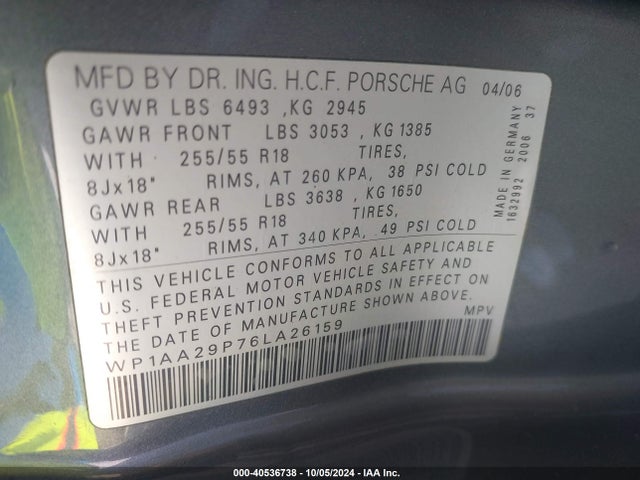 MFD BY DR. ING. H.C.F. PORSCHE AG 04/06
GVWR LBS 6493 ,KG 2945
GAWR FRONT LBS 3053 ,KG 1385
WITH 255/55 R18 TIRES,
8Jx18" RIMS, AT 260 KPA, 38 PSI COLD
GAWR REAR LBS 3638 ,KG 1650
WITH 255/55 R18 TIRES,
8Jx18" RIMS, AT 340 KPA, 49 PSI COLD
THIS VEHICLE CONFORMS TO ALL APPLICABLE
U.S. FEDERAL MOTOR VEHICLE SAFETY AND
THEFT PREVENTION STANDARDS IN EFFECT ON
THE DATE OF MANUFACTURE SHOWN ABOVE.
WP1AA29P76LA26159 MPV
MADE IN GERMANY
1632992 2006 37
000-40536738 - 10/05/2024 - IAA Inc.